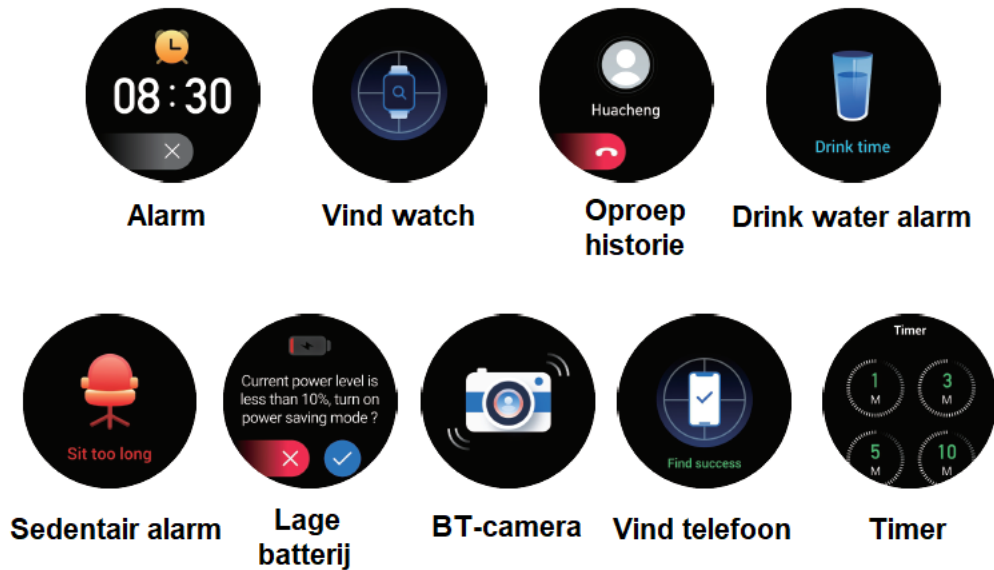 08:30
Huacheng
Drink time
Alarm
Vind watch
Oproep
historie
Drink water alarm
Sit too long
Current power level is
less than 10%, turn on
power saving mode ?
Find success
Timer
1
M
3
M
5
M
10
M
Sedentair alarm
Lage
batterij
BT-camera
Vind telefoon
Timer